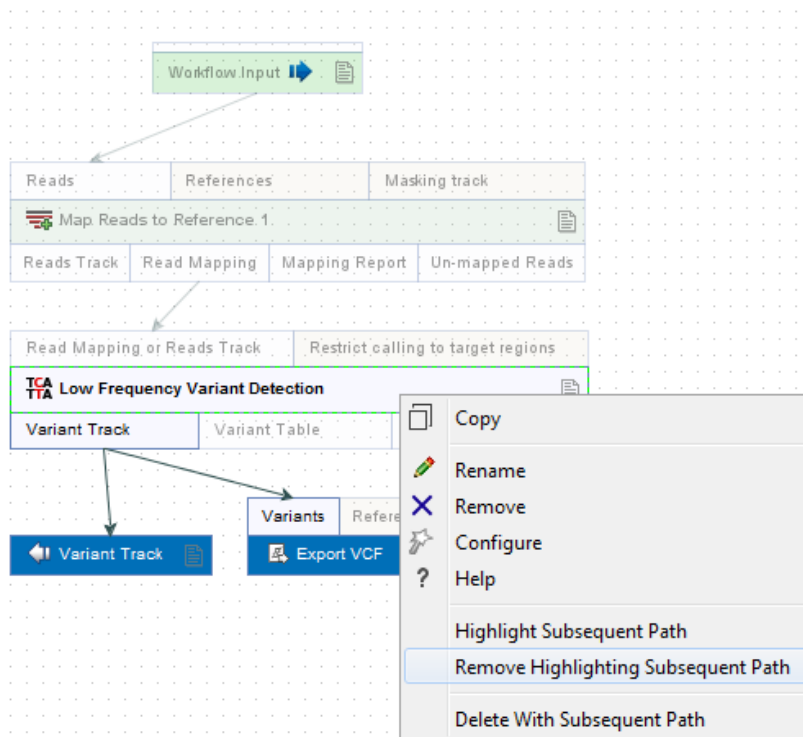 Workflow Input
Reads References Masking track
Map Reads to Reference 1
Reads Track Read Mapping Mapping Report Un-mapped Reads
Read Mapping or Reads Track Restrict calling to target regions
TCA
TTA Low Frequency Variant Detection
Variant Track Variant Table
Variants Refere
Variant Track Export VCF
Copy
Rename
Remove
Configure
? Help
Highlight Subsequent Path
Remove Highlighting Subsequent Path
Delete With Subsequent Path